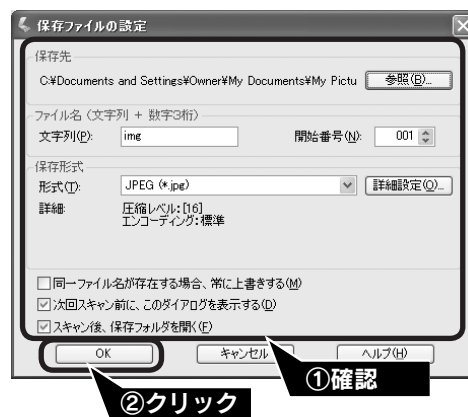 保存ファイルの設定
保存先
C:¥Documents and Settings¥Owner¥My Documents¥My Pictu
参照(B)...
ファイル名 (文字列 + 数字3桁)
文字列(P): img 開始番号(N): 001
保存形式
形式(T): JPEG (*.jpg) 詳細設定(O)...
詳細: 圧縮レベル:[16]
エンコーディング:標準
同一ファイル名が存在する場合、常に上書きする(M)
次回スキャン前に、このダイアログを表示する(D)
スキャン後、保存フォルダを開く(F)
OK キャンセル ヘルプ(H)
①確認
②クリック